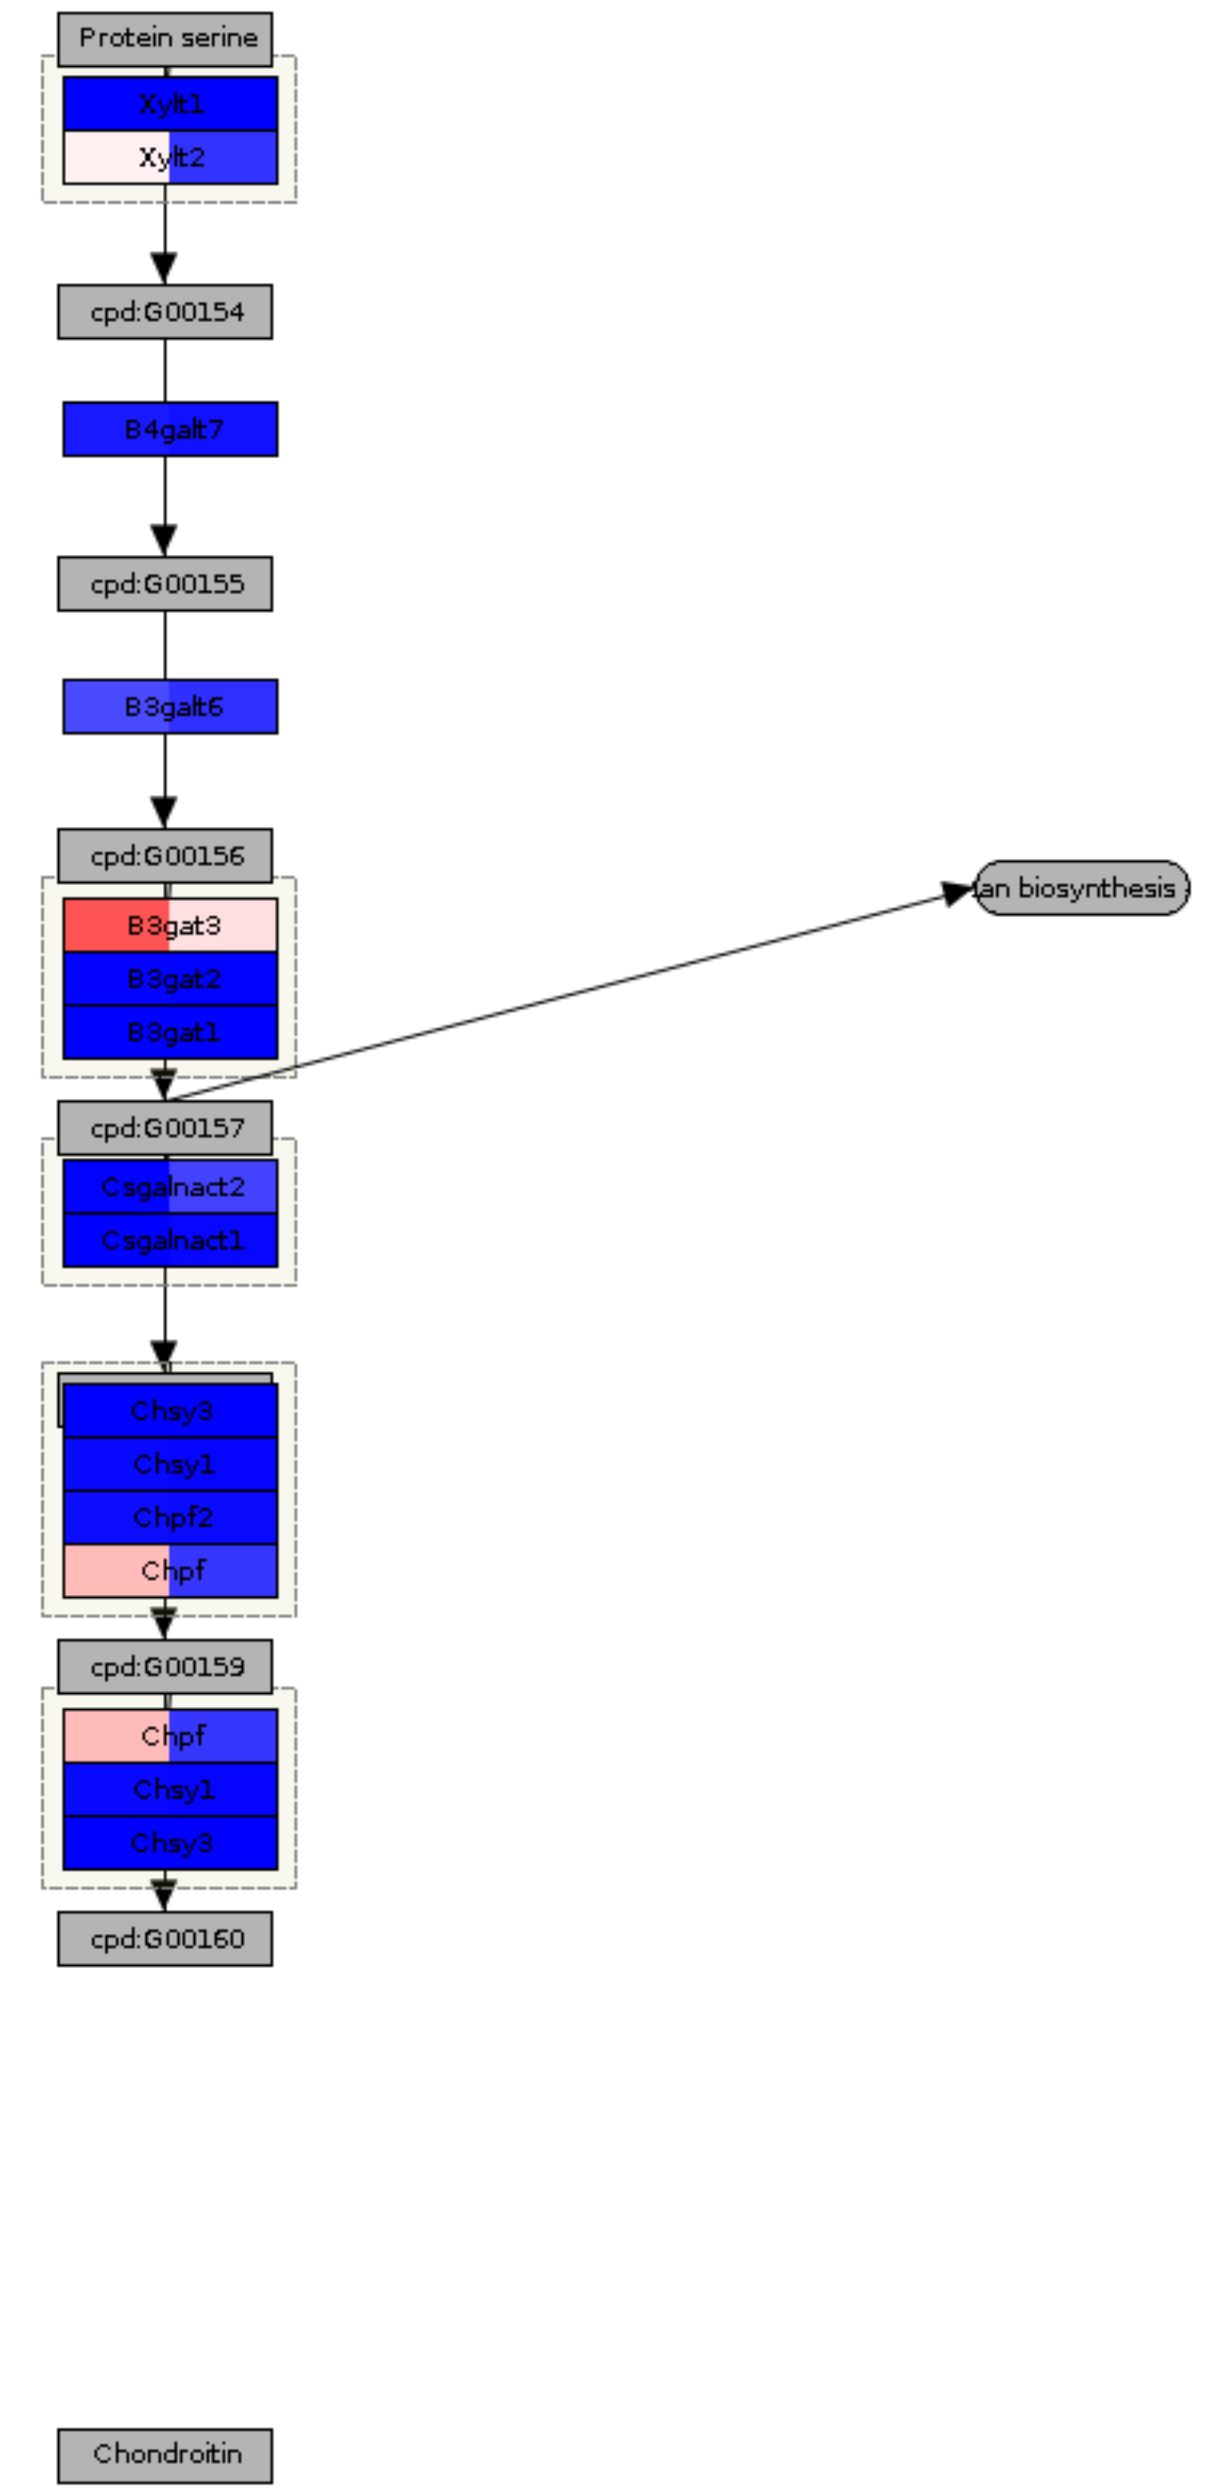 Protein serine
Xylt1
Xylt2
cpd:G00154
B4galt7
cpd:G00155
B3galt6
cpd:G00156
lan biosynthesis
B3gat3
B3gat2
B3gat1
cpd:G00157
Csgalnact2
Csgalnact1
Chsy3
Chsy1
Chpf2
Chpf
cpd:G00159
Chpf
Chsy1
Chsy3
cpd:G00160
Chondroitin